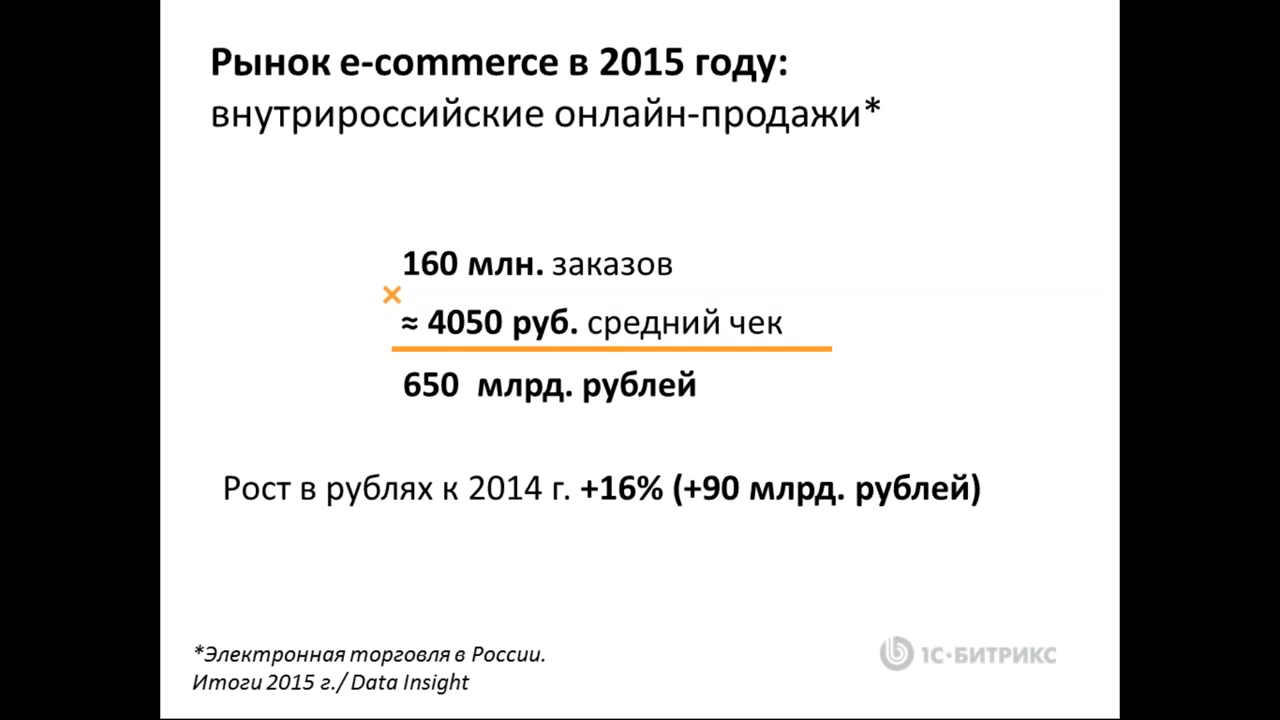 Рынок e-commerce в 2015 году:
внутрироссийские онлайн-продажи*
160 млн. заказов
×
≈ 4050 руб. средний чек
650 млрд. рублей
Рост в рублях к 2014 г. +16% (+90 млрд. рублей)
*Электронная торговля в России.
Итоги 2015 г./ Data Insight
1С-БИТРИКС